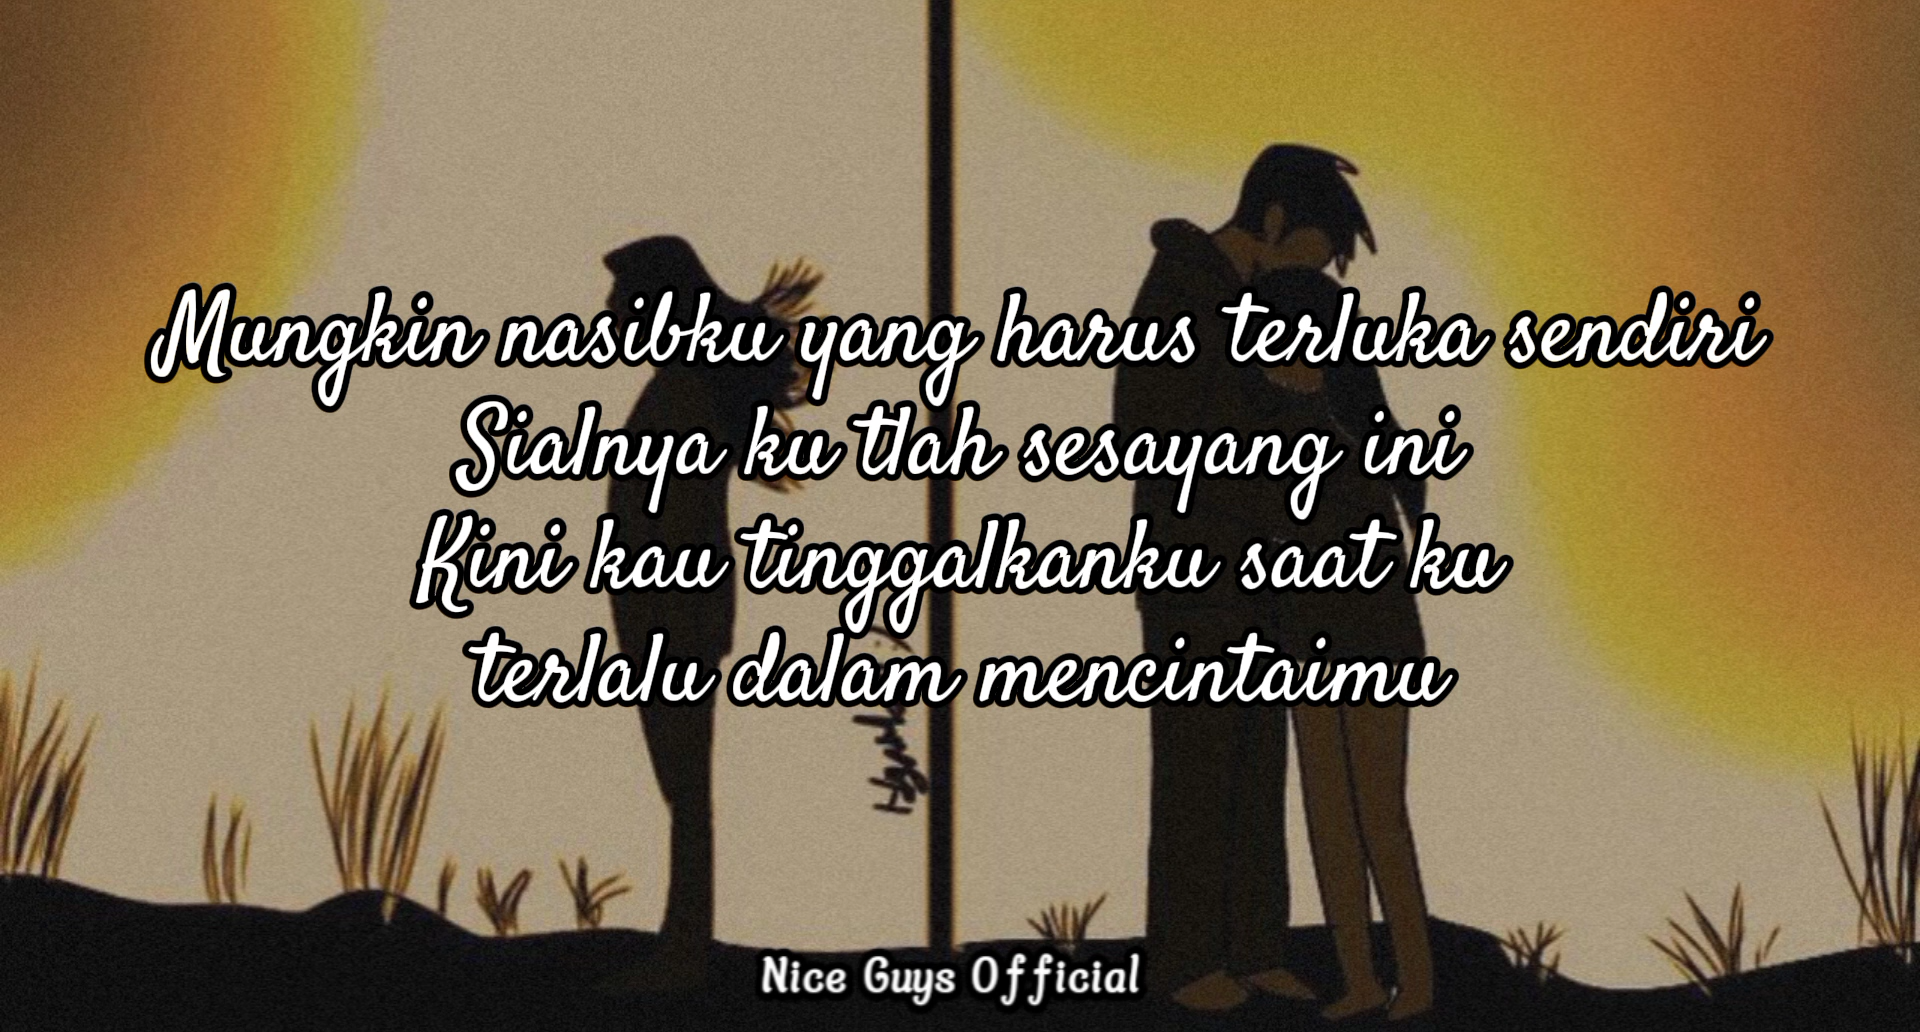 Mungkin nasibku yang harus terluka sendiri
Sialnya ku tlah sesayang ini
Kini kau tinggalkanku saat ku
terlalu dalam mencintaimu
Nice Guys Official